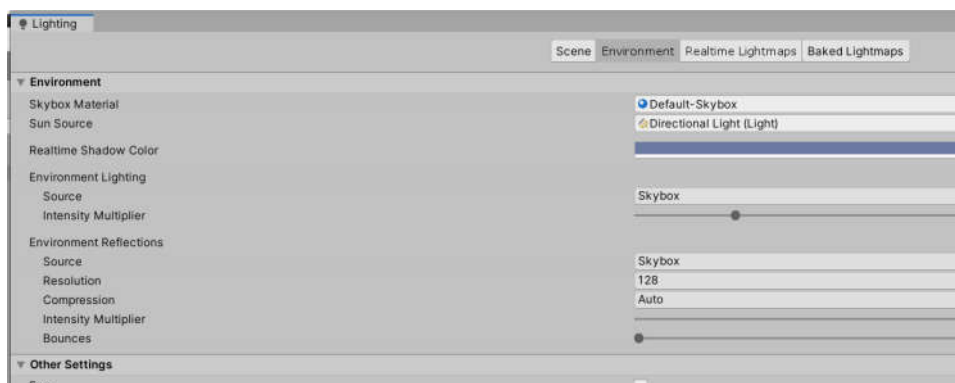 Lighting
Scene Environment Realtime Lightmaps Baked Lightmaps
Environment
Skybox Material Default-Skybox
Sun Source Directional Light (Light)
Realtime Shadow Color
Environment Lighting
Source Skybox
Intensity Multiplier
Environment Reflections
Source Skybox
Resolution 128
Compression Auto
Intensity Multiplier
Bounces
Other Settings